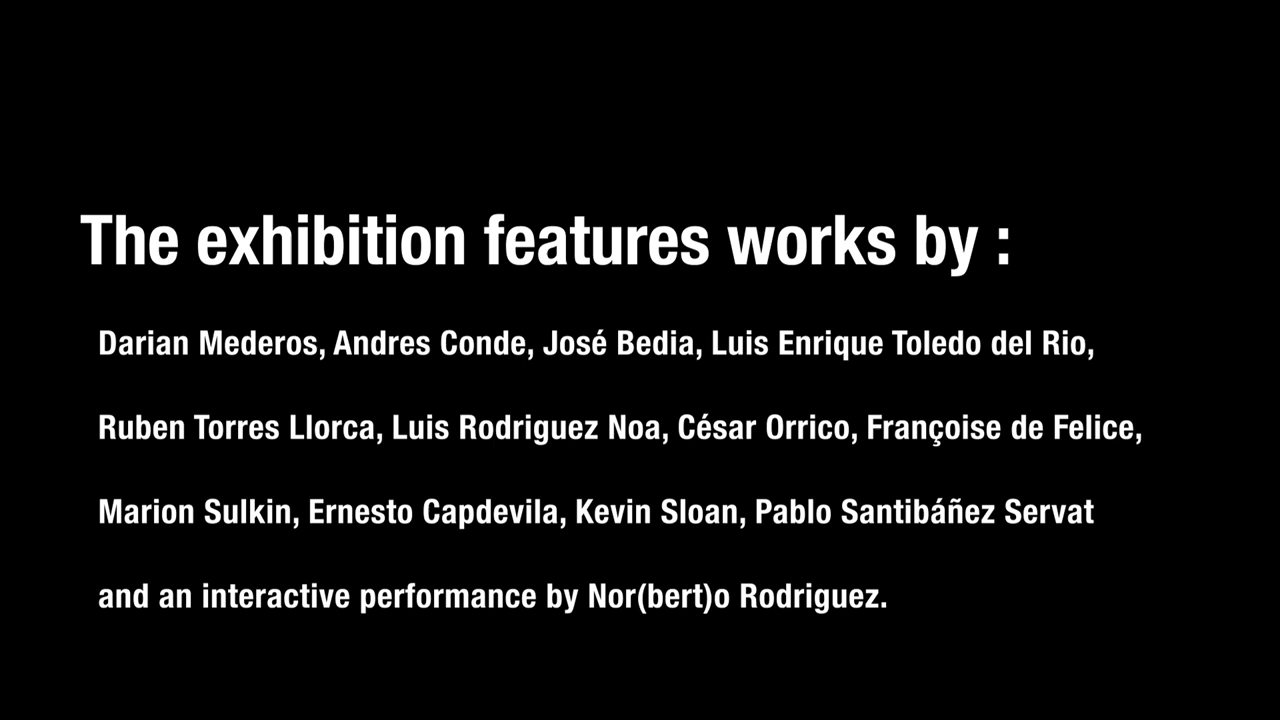 The exhibition features works by :
Darian Mederos, Andres Conde, José Bedia, Luis Enrique Toledo del Rio,
Ruben Torres Llorca, Luis Rodriguez Noa, César Orrico, Françoise de Felice,
Marion Sulkin, Ernesto Capdevila, Kevin Sloan, Pablo Santibáñez Servat
and an interactive performance by Nor(bert)o Rodriguez.